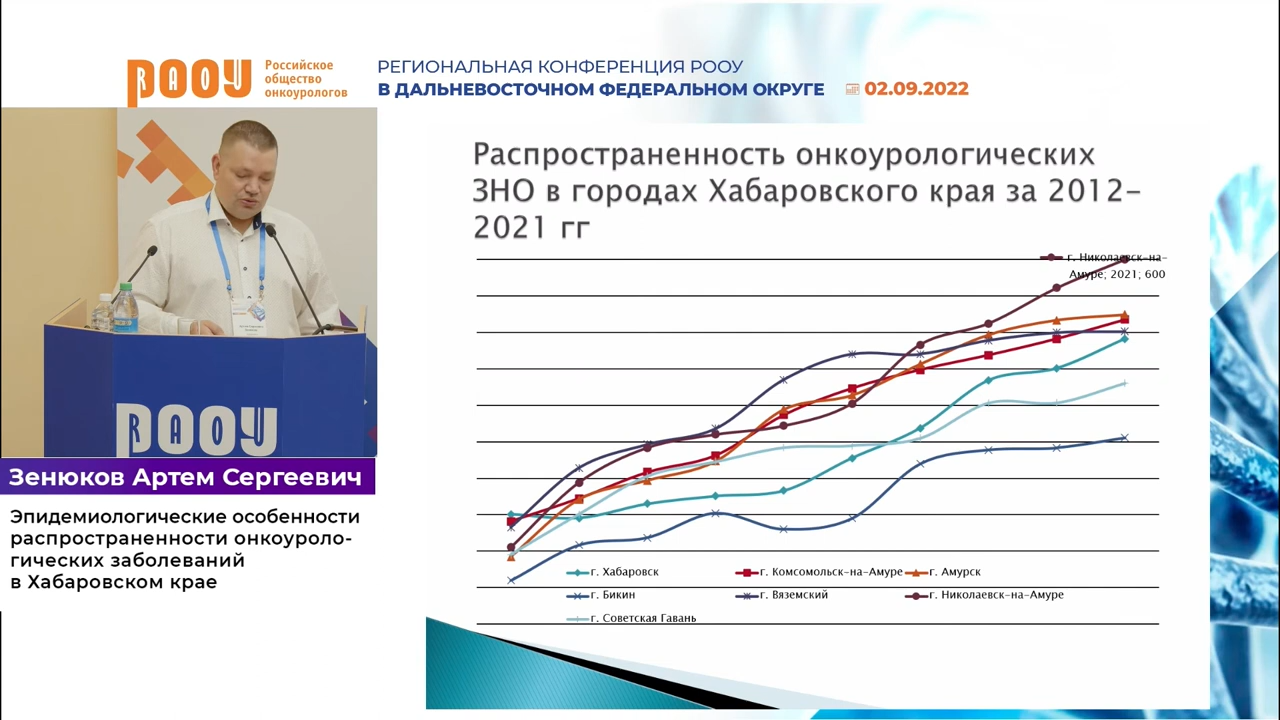 RAOU
Российское
общество
онкоурологов
РЕГИОНАЛЬНАЯ КОНФЕРЕНЦИЯ РООУ
В ДАЛЬНЕВОСТОЧНОМ ФЕДЕРАЛЬНОМ ОКРУГЕ 02.09.2022
Распространенность онкоурологических
ЗНО в городах Хабаровского края за 2012-
2021 гг
г. Николаевск-на-
Амуре; 2021; 600
г. Хабаровск г. Комсомольск-на-Амуре г. Амурск
г. Бикин г. Вяземский г. Николаевск-на-Амуре
г. Советская Гавань
RAOU
Зенюков Артем Сергеевич
Эпидемиологические особенности
распространенности онкоуроло-
гических заболеваний
в Хабаровском крае